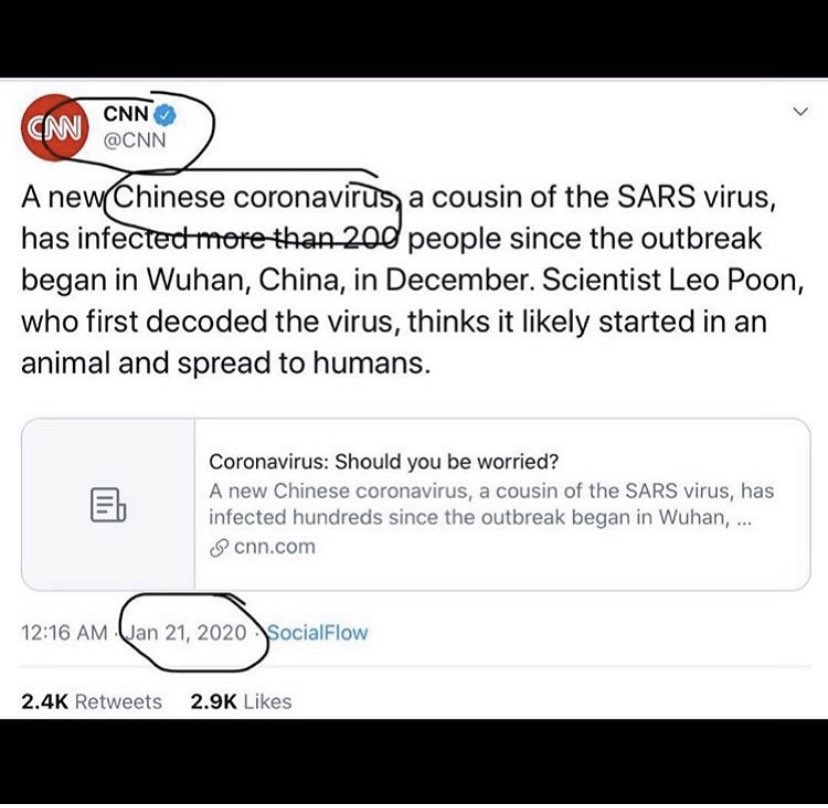 CNN
CNN
@CNN
A new Chinese coronavirus, a cousin of the SARS virus,
has infected more than 200 people since the outbreak
began in Wuhan, China, in December. Scientist Leo Poon,
who first decoded the virus, thinks it likely started in an
animal and spread to humans.
Coronavirus: Should you be worried?
A new Chinese coronavirus, a cousin of the SARS virus, has
infected hundreds since the outbreak began in Wuhan, ...
cnn.com
12:16 AM · Jan 21, 2020 · SocialFlow
2.4K Retweets 2.9K Likes